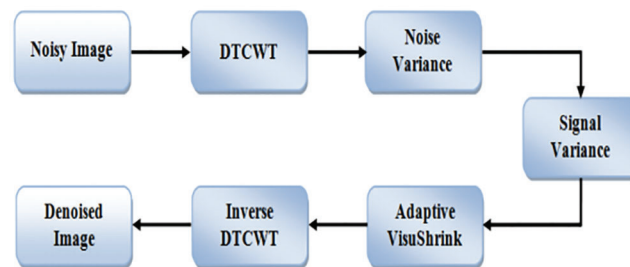 Noisy Image
DTCWT
Noise
Variance
Signal
Variance
Adaptive
VisuShrink
Inverse
DTCWT
Denoised
Image